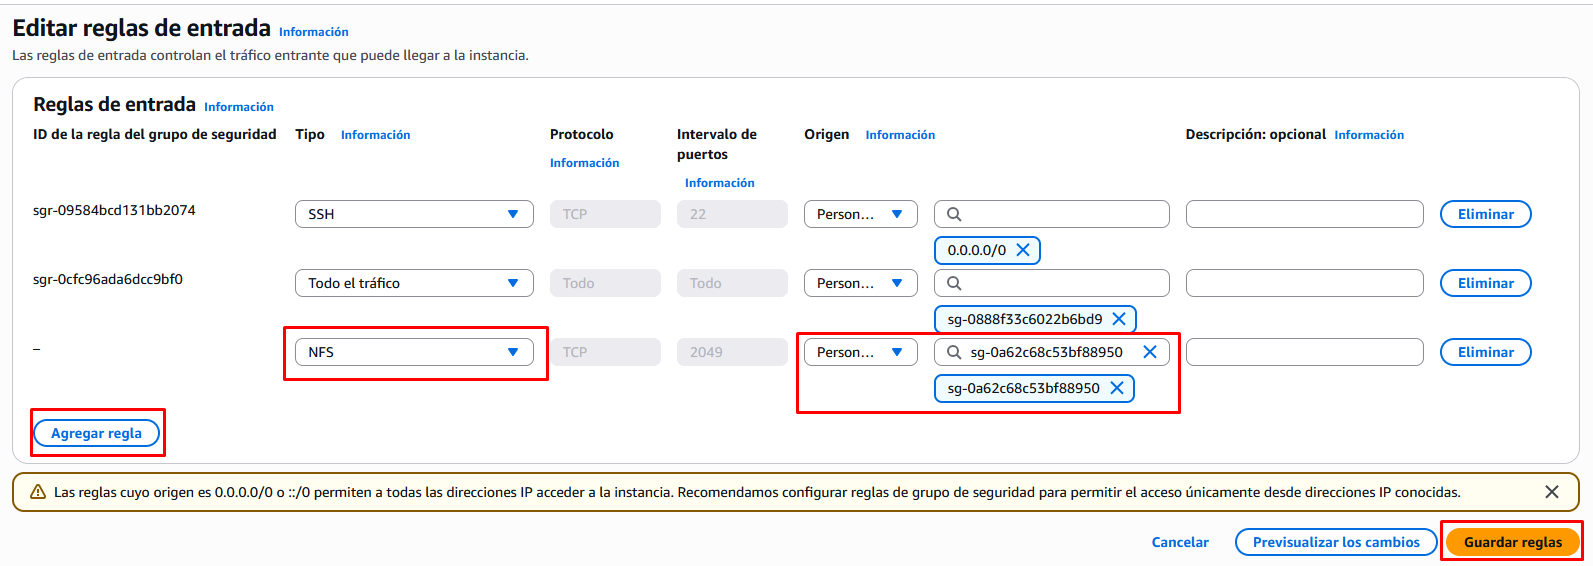 Editar reglas de entrada Información
Las reglas de entrada controlan el tráfico entrante que puede llegar a la instancia.
Reglas de entrada Información
ID de la regla del grupo de seguridad Tipo Información Protocolo Información Intervalo de puertos Información Origen Información Descripción: opcional Información
sgr-09584bcd131bb2074 SSH TCP 22 Person... Eliminar
0.0.0.0/0
sgr-0cfc96ada6dcc9bf0 Todo el tráfico Todo Todo Person... Eliminar
sg-0888f33c6022b6bd9
– NFS TCP 2049 Person... sg-0a62c68c53bf88950 Eliminar
sg-0a62c68c53bf88950
Agregar regla
Las reglas cuyo origen es 0.0.0.0/0 o ::/0 permiten a todas las direcciones IP acceder a la instancia. Recomendamos configurar reglas de grupo de seguridad para permitir el acceso únicamente desde direcciones IP conocidas.
Cancelar Previsualizar los cambios Guardar reglas